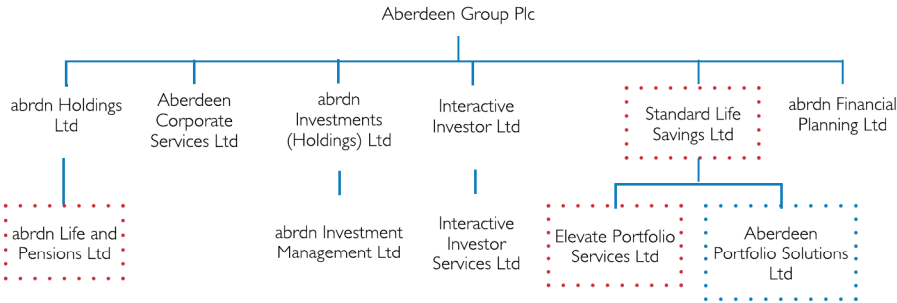 Aberdeen Group Plc
abrdn Holdings
Ltd
Aberdeen
Corporate
Services Ltd
abrdn
Investments
(Holdings) Ltd
Interactive
Investor Ltd
Standard Life
Savings Ltd
abrdn Financial
Planning Ltd
abrdn Life and
Pensions Ltd
abrdn Investment
Management Ltd
Interactive
Investor
Services Ltd
Elevate Portfolio
Services Ltd
Aberdeen
Portfolio Solutions
Ltd